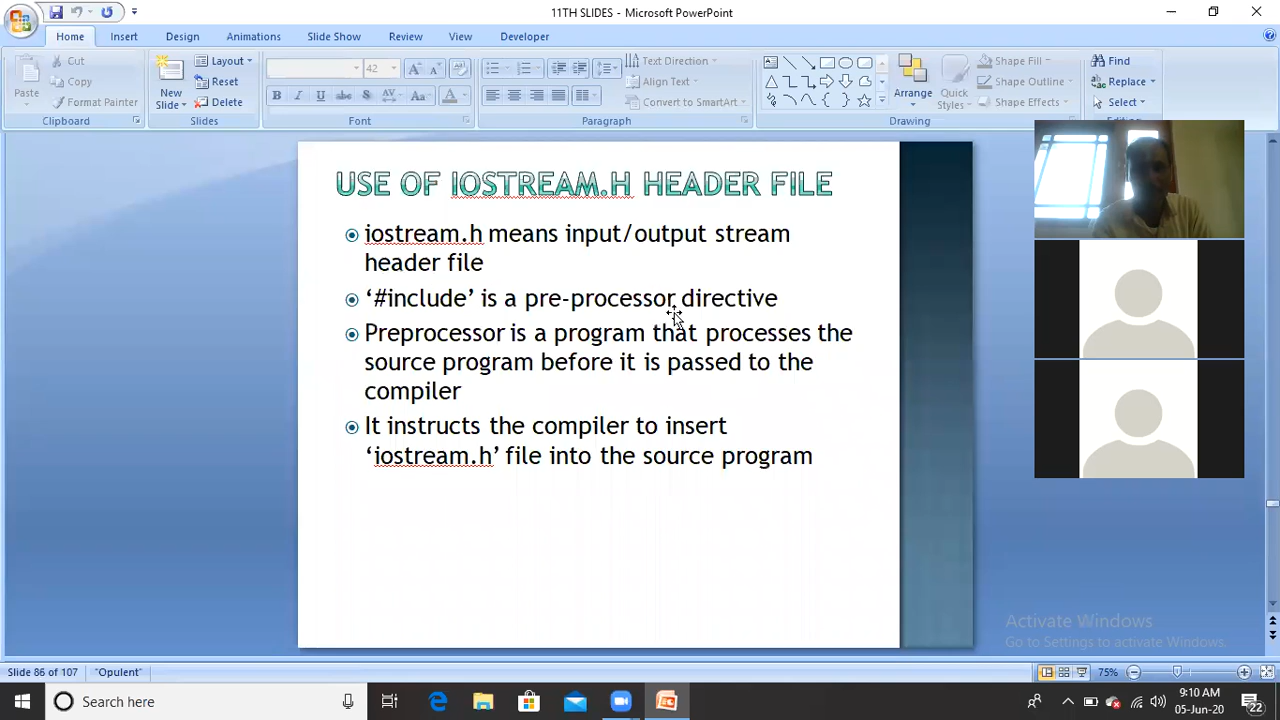 11TH SLIDES - Microsoft PowerPoint
Home Insert Design Animations Slide Show Review View Developer
Paste
Cut
Copy
Format Painter
Clipboard
New
Slide
Layout
Reset
Delete
Slides
42
B I U abc S AV Aa A
Font
Text Direction
Align Text
Convert to SmartArt
Paragraph
Arrange
Quick
Styles
Shape Fill
Shape Outline
Shape Effects
Drawing
Find
Replace
Select
USE OF IOSTREAM.H HEADER FILE
iostream.h means input/output stream
header file
‘#include’ is a pre-processor directive
Preprocessor is a program that processes the
source program before it is passed to the
compiler
It instructs the compiler to insert
‘iostream.h’ file into the source program
Activate Windows
Go to Settings to activate Windows.
Slide 86 of 107 "Opulent" 75%
Search here
9:10 AM
05-Jun-20
22